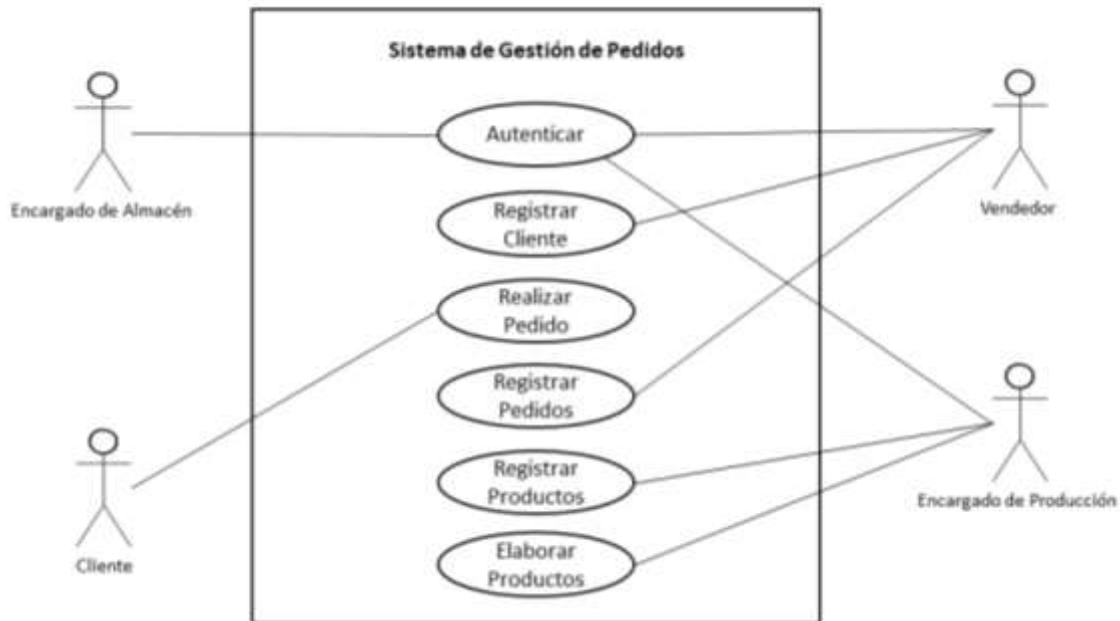 Sistema de Gestión de Pedidos
Autenticar
Encargado de Almacén
Registrar
Cliente
Vendedor
Realizar
Pedido
Registrar
Pedidos
Registrar
Productos
Encargado de Producción
Cliente
Elaborar
Productos